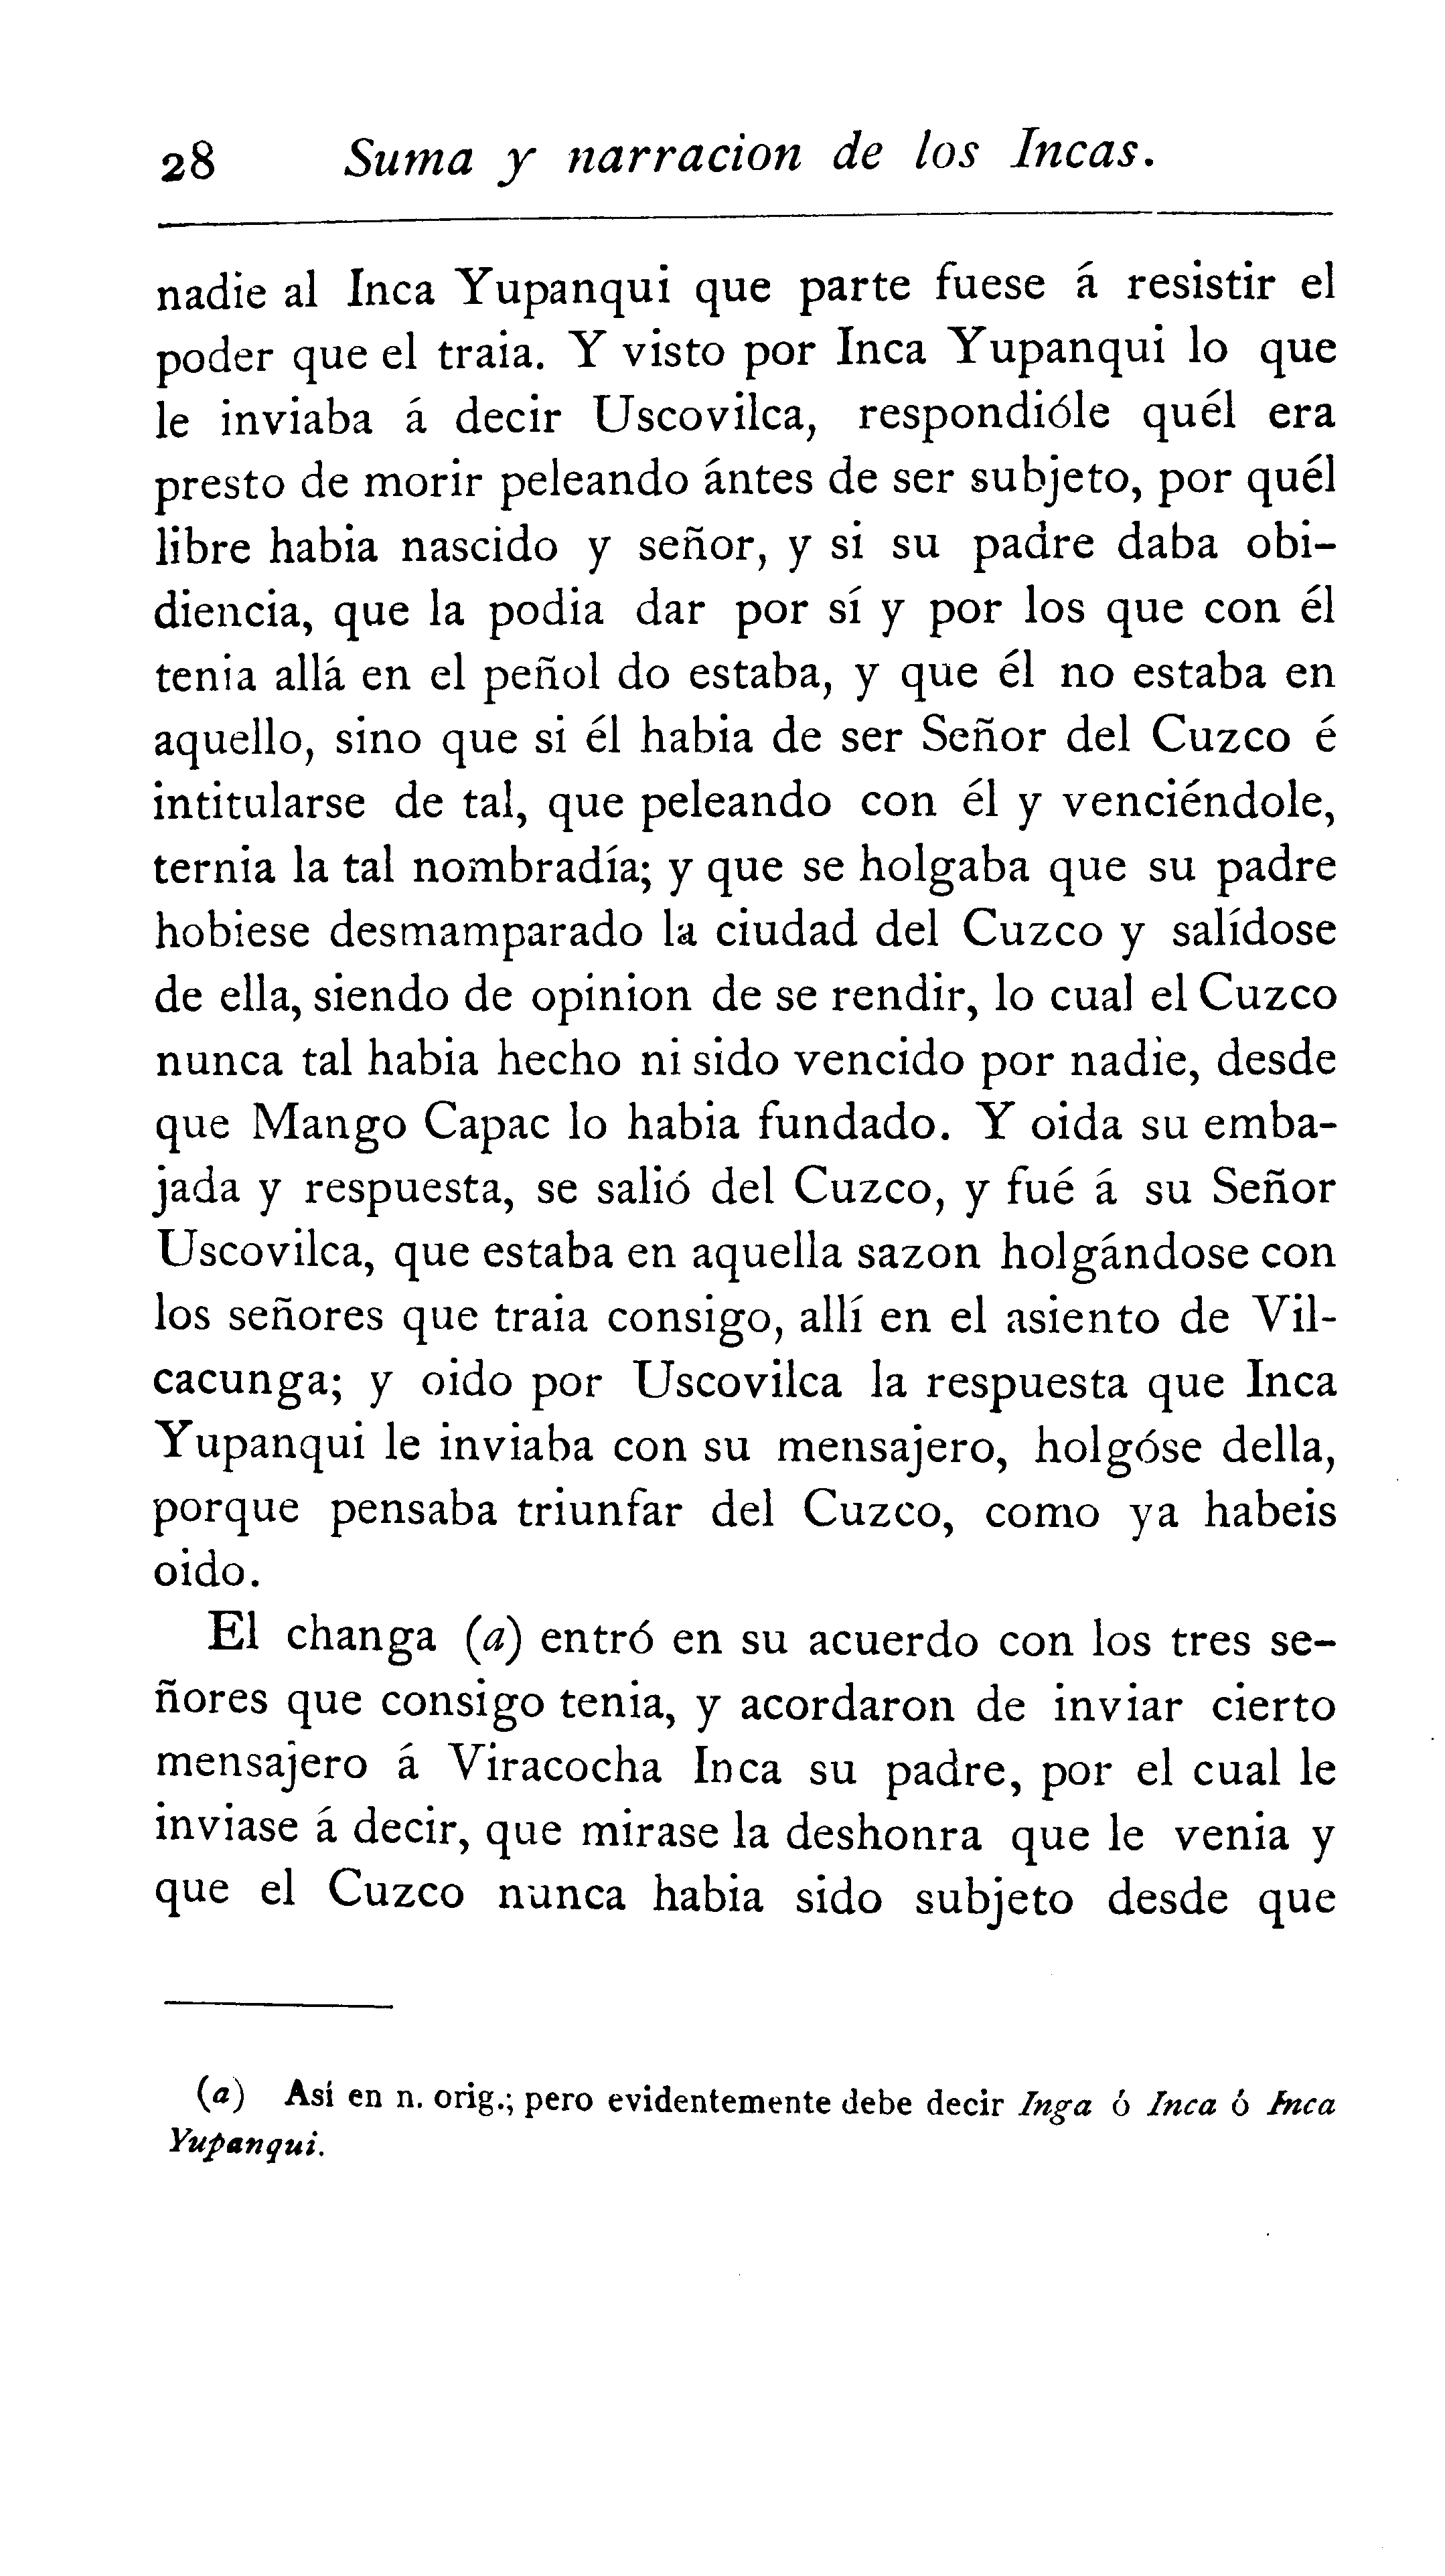 28 Suma y narracion de los Incas.
nadie al Inca Yupanqui que parte fuese á resistir el
poder que el traia. Y visto por Inca Yupanqui lo que
le inviaba á decir Uscovilca, respondióle quél era
presto de morir peleando ántes de ser subjeto, por quél
libre habia nascido y señor, y si su padre daba obi-
diencia, que la podia dar por sí y por los que con él
tenia allá en el peñol do estaba, y que él no estaba en
aquello, sino que si él habia de ser Señor del Cuzco é
intitularse de tal, que peleando con él y venciéndole,
ternia la tal nombradía; y que se holgaba que su padre
hobiese desmamparado la ciudad del Cuzco y salídose
de ella, siendo de opinion de se rendir, lo cual el Cuzco
nunca tal habia hecho ni sido vencido por nadie, desde
que Mango Capac lo habia fundado. Y oida su emba-
jada y respuesta, se salió del Cuzco, y fué á su Señor
Uscovilca, que estaba en aquella sazon holgándose con
los señores que traia consigo, allí en el asiento de Vil-
cacunga; y oido por Uscovilca la respuesta que Inca
Yupanqui le inviaba con su mensajero, holgóse della,
porque pensaba triunfar del Cuzco, como ya habeis
oido.
El changa (a) entró en su acuerdo con los tres se-
ñores que consigo tenia, y acordaron de inviar cierto
mensajero á Viracocha Inca su padre, por el cual le
inviase á decir, que mirase la deshonra que le venia y
que el Cuzco nunca habia sido subjeto desde que
(a) Así en n. orig.; pero evidentemente debe decir Inga ó Inca ó Inca
Yupanqui.